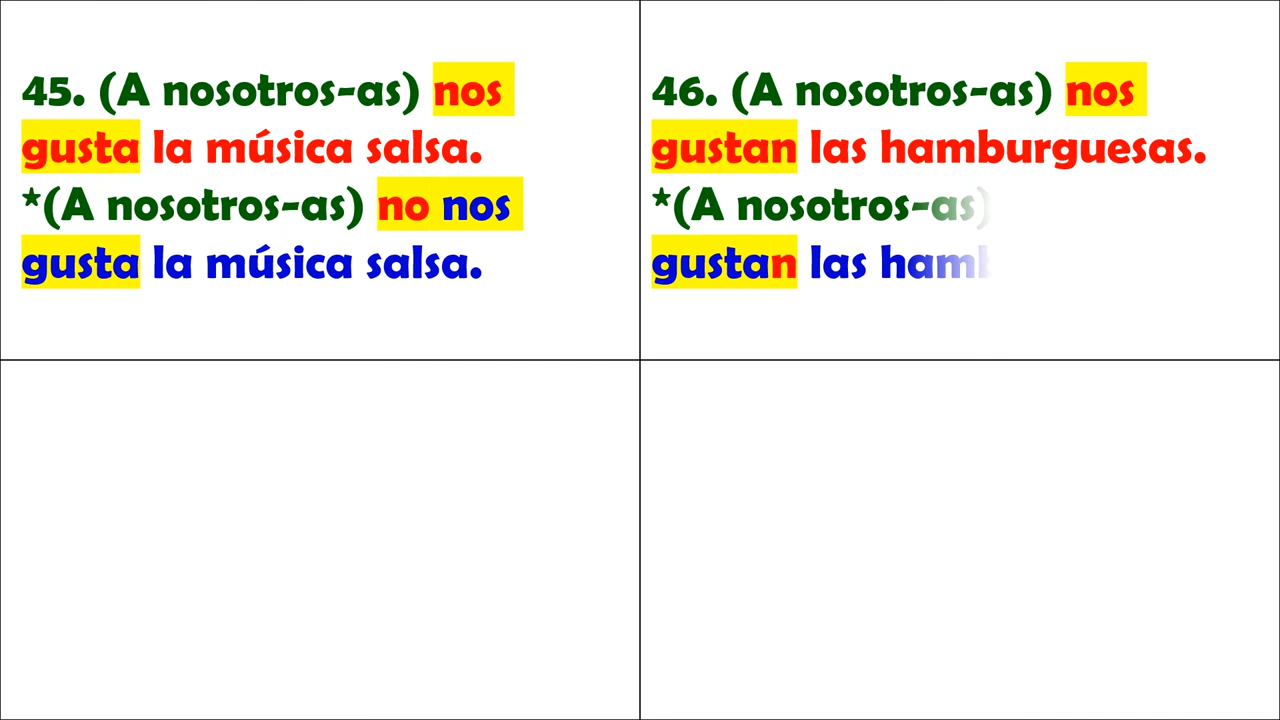 45. (A nosotros-as) nos
gusta la música salsa.
*(A nosotros-as) no nos
gusta la música salsa.
46. (A nosotros-as) nos
gustan las hamburguesas.
*(A nosotros-as)
gustan las